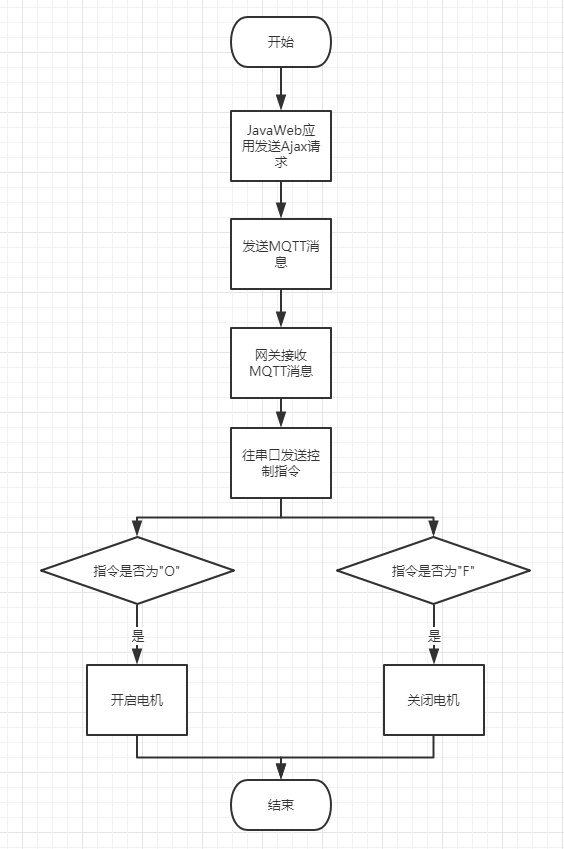 开始
JavaWeb应
用发送Ajax请
求
发送MQTT消
息
网关接收
MQTT消息
往串口发送控
制指令
指令是否为"O"
指令是否为"F"
是
是
开启电机
关闭电机
结束